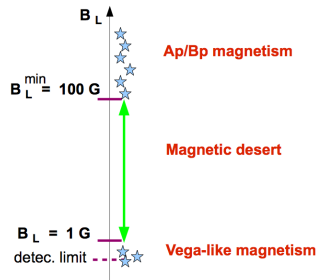 B L
Ap/Bp magnetism
B L min = 100 G
Magnetic desert
B L = 1 G
Vega-like magnetism
detec. limit